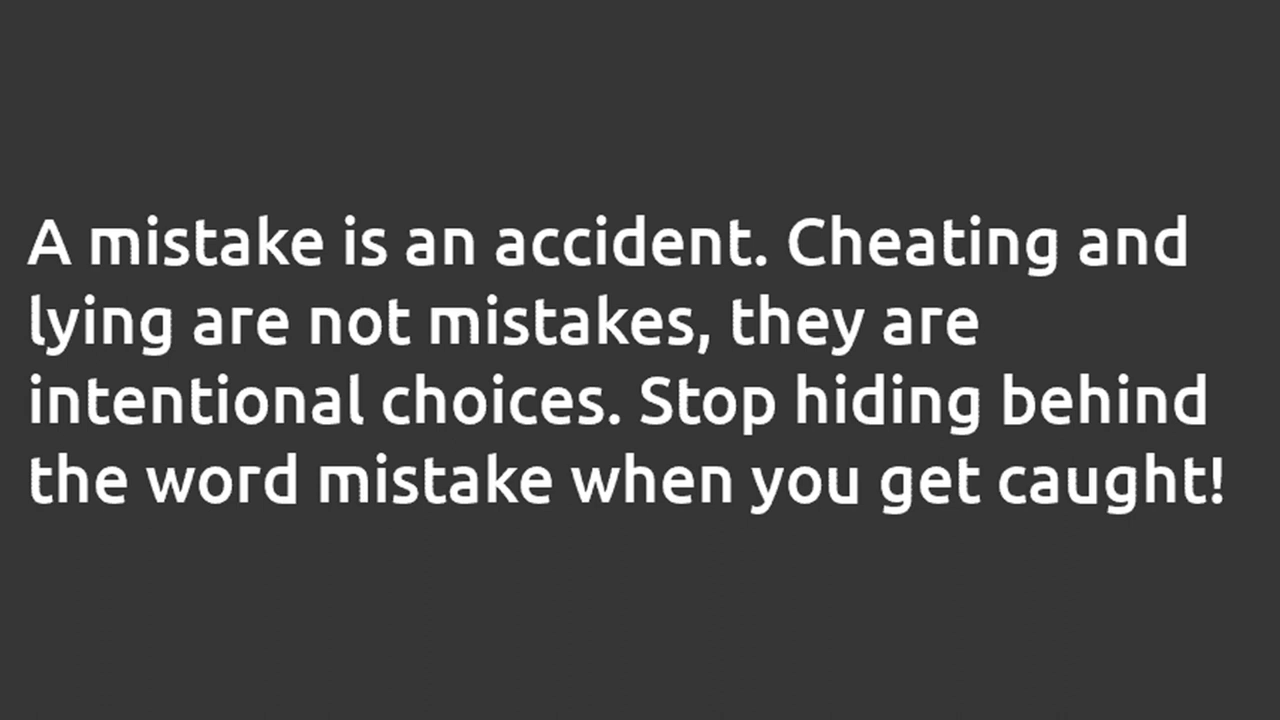 A mistake is an accident. Cheating and
lying are not mistakes, they are
intentional choices. Stop hiding behind
the word mistake when you get caught!